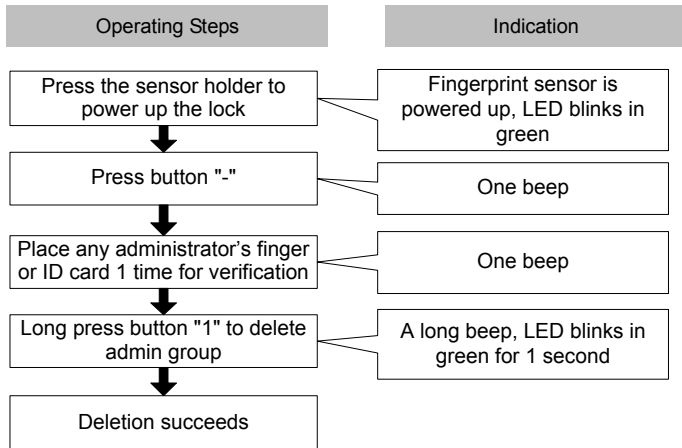 Operating Steps
Indication
Press the sensor holder to
power up the lock
Fingerprint sensor is
powered up, LED blinks in
green
Press button "-"
One beep
Place any administrator's finger
or ID card 1 time for verification
One beep
Long press button "1" to delete
admin group
A long beep, LED blinks in
green for 1 second
Deletion succeeds